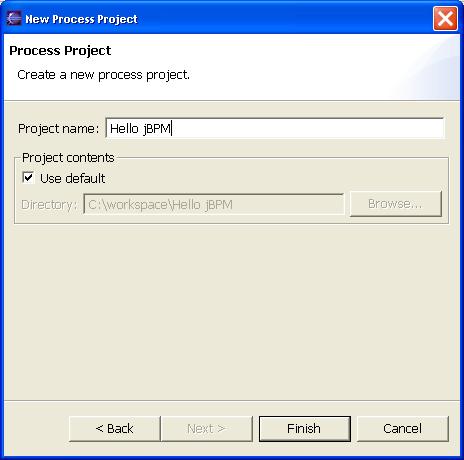 New Process Project
Process Project
Create a new process project.
Project name: Hello jBPM
Project contents
Use default
Directory: C:\workspace\Hello jBPM Browse...
< Back Next > Finish Cancel